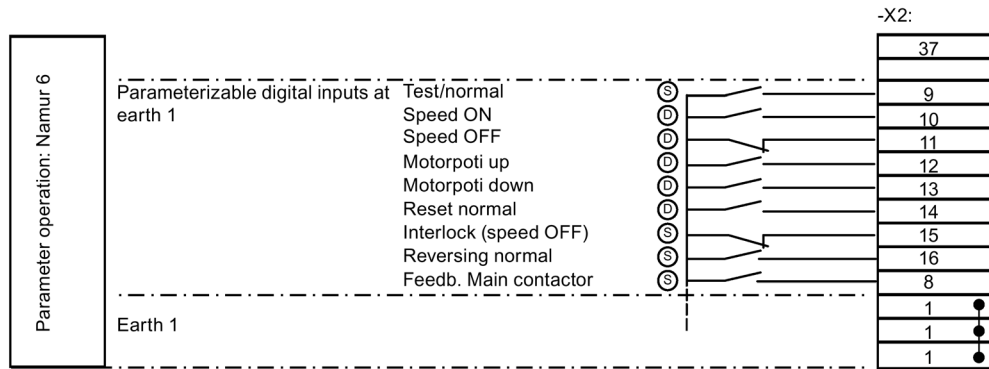 -X2:
37
Parameter operation: Namur 6
Parameterizable digital inputs at
earth 1
Test/normal S 9
Speed ON D 10
Speed OFF D 11
Motorpoti up D 12
Motorpoti down D 13
Reset normal D 14
Interlock (speed OFF) S 15
Reversing normal S 16
Feedb. Main contactor S 8
Earth 1
1
1
1